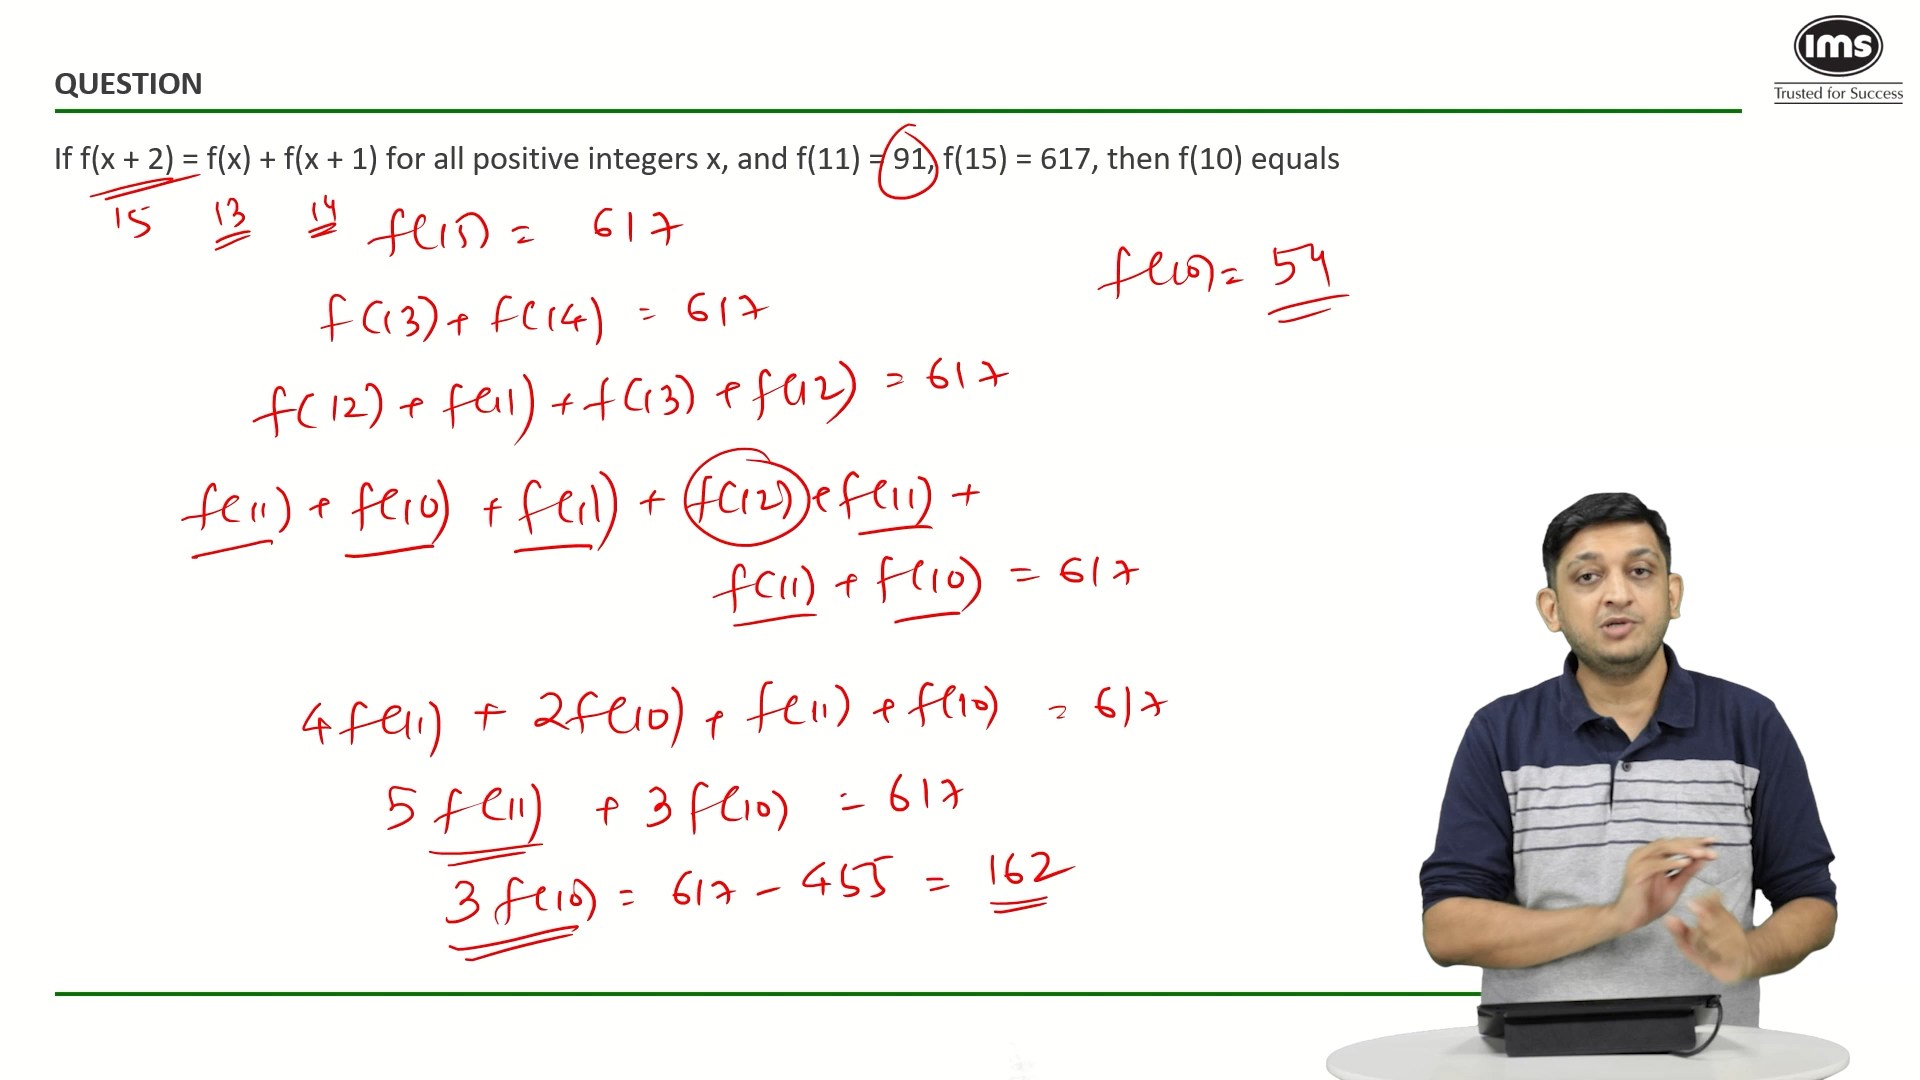 ims
Trusted for Success
QUESTION
If f(x + 2) = f(x) + f(x + 1) for all positive integers x, and f(11) = 91, f(15) = 617, then f(10) equals
15 13 14
f(15) = 617
f(10) = 54
f(13) + f(14) = 617
f(12) + f(11) + f(13) + f(12) = 617
f(11) + f(10) + f(11) + f(12) + f(11) +
f(11) + f(10) = 617
4f(11) + 2f(10) + f(11) + f(10) = 617
5f(11) + 3f(10) = 617
3f(10) = 617 - 455 = 162